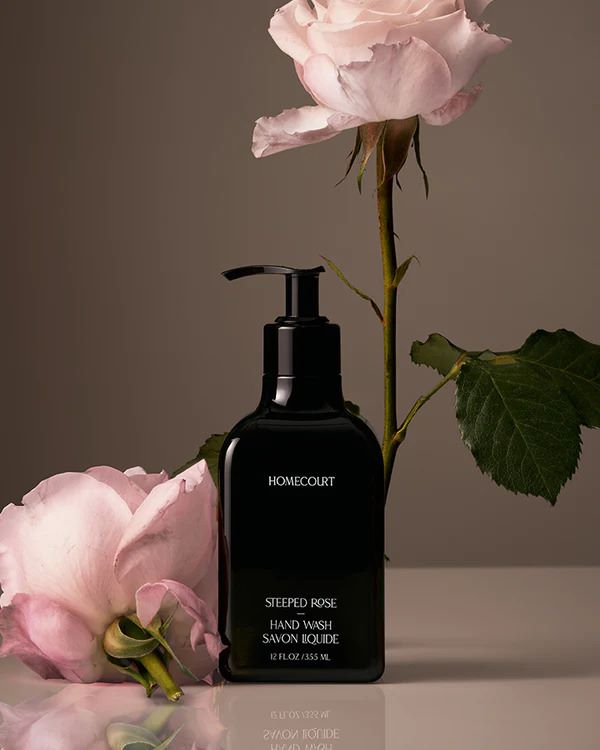 HOMECOURT
STEEPED ROSE
—
HAND WASH
SAVON LIQUIDE
12 FL.OZ / 355 ML